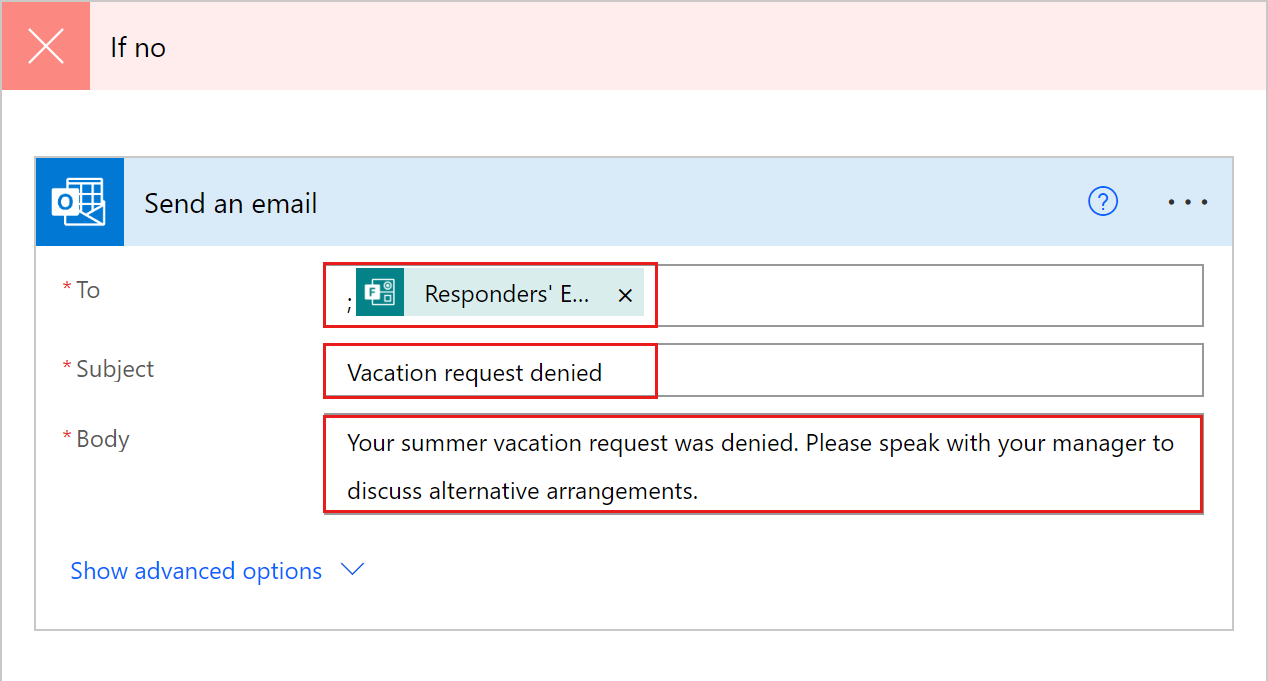 If no
Send an email
?
* To
; Responders' E... ×
* Subject
Vacation request denied
* Body
Your summer vacation request was denied. Please speak with your manager to
discuss alternative arrangements.
Show advanced options